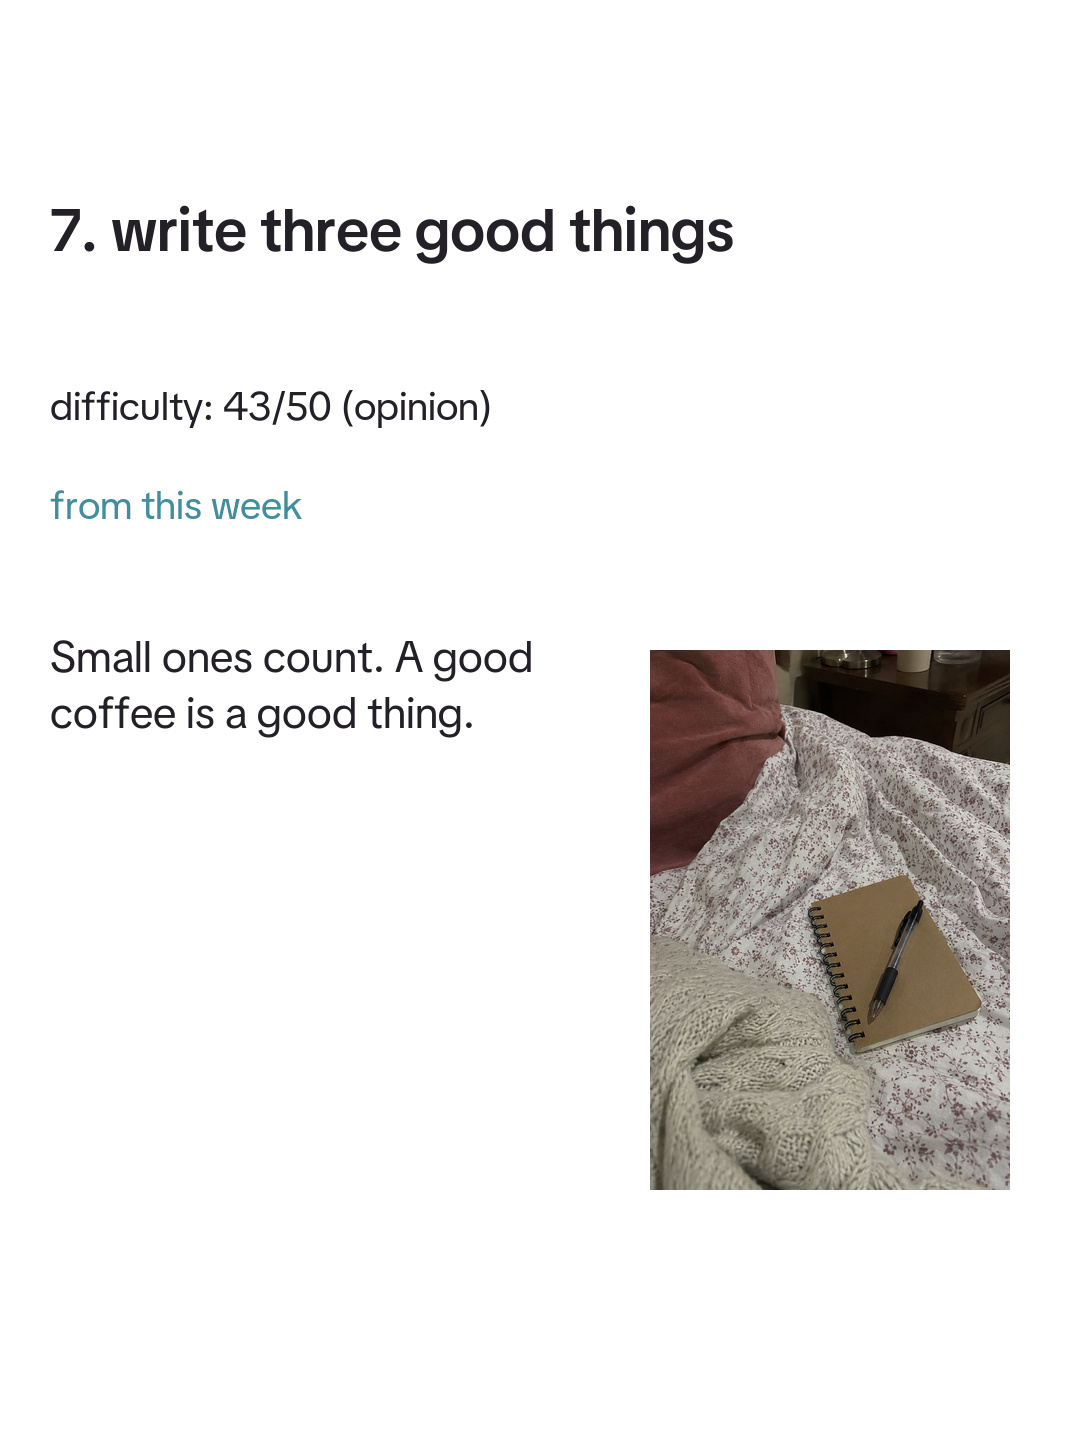 7. write three good things
difficulty: 43/50 (opinion)
from this week
Small ones count. A good
coffee is a good thing.